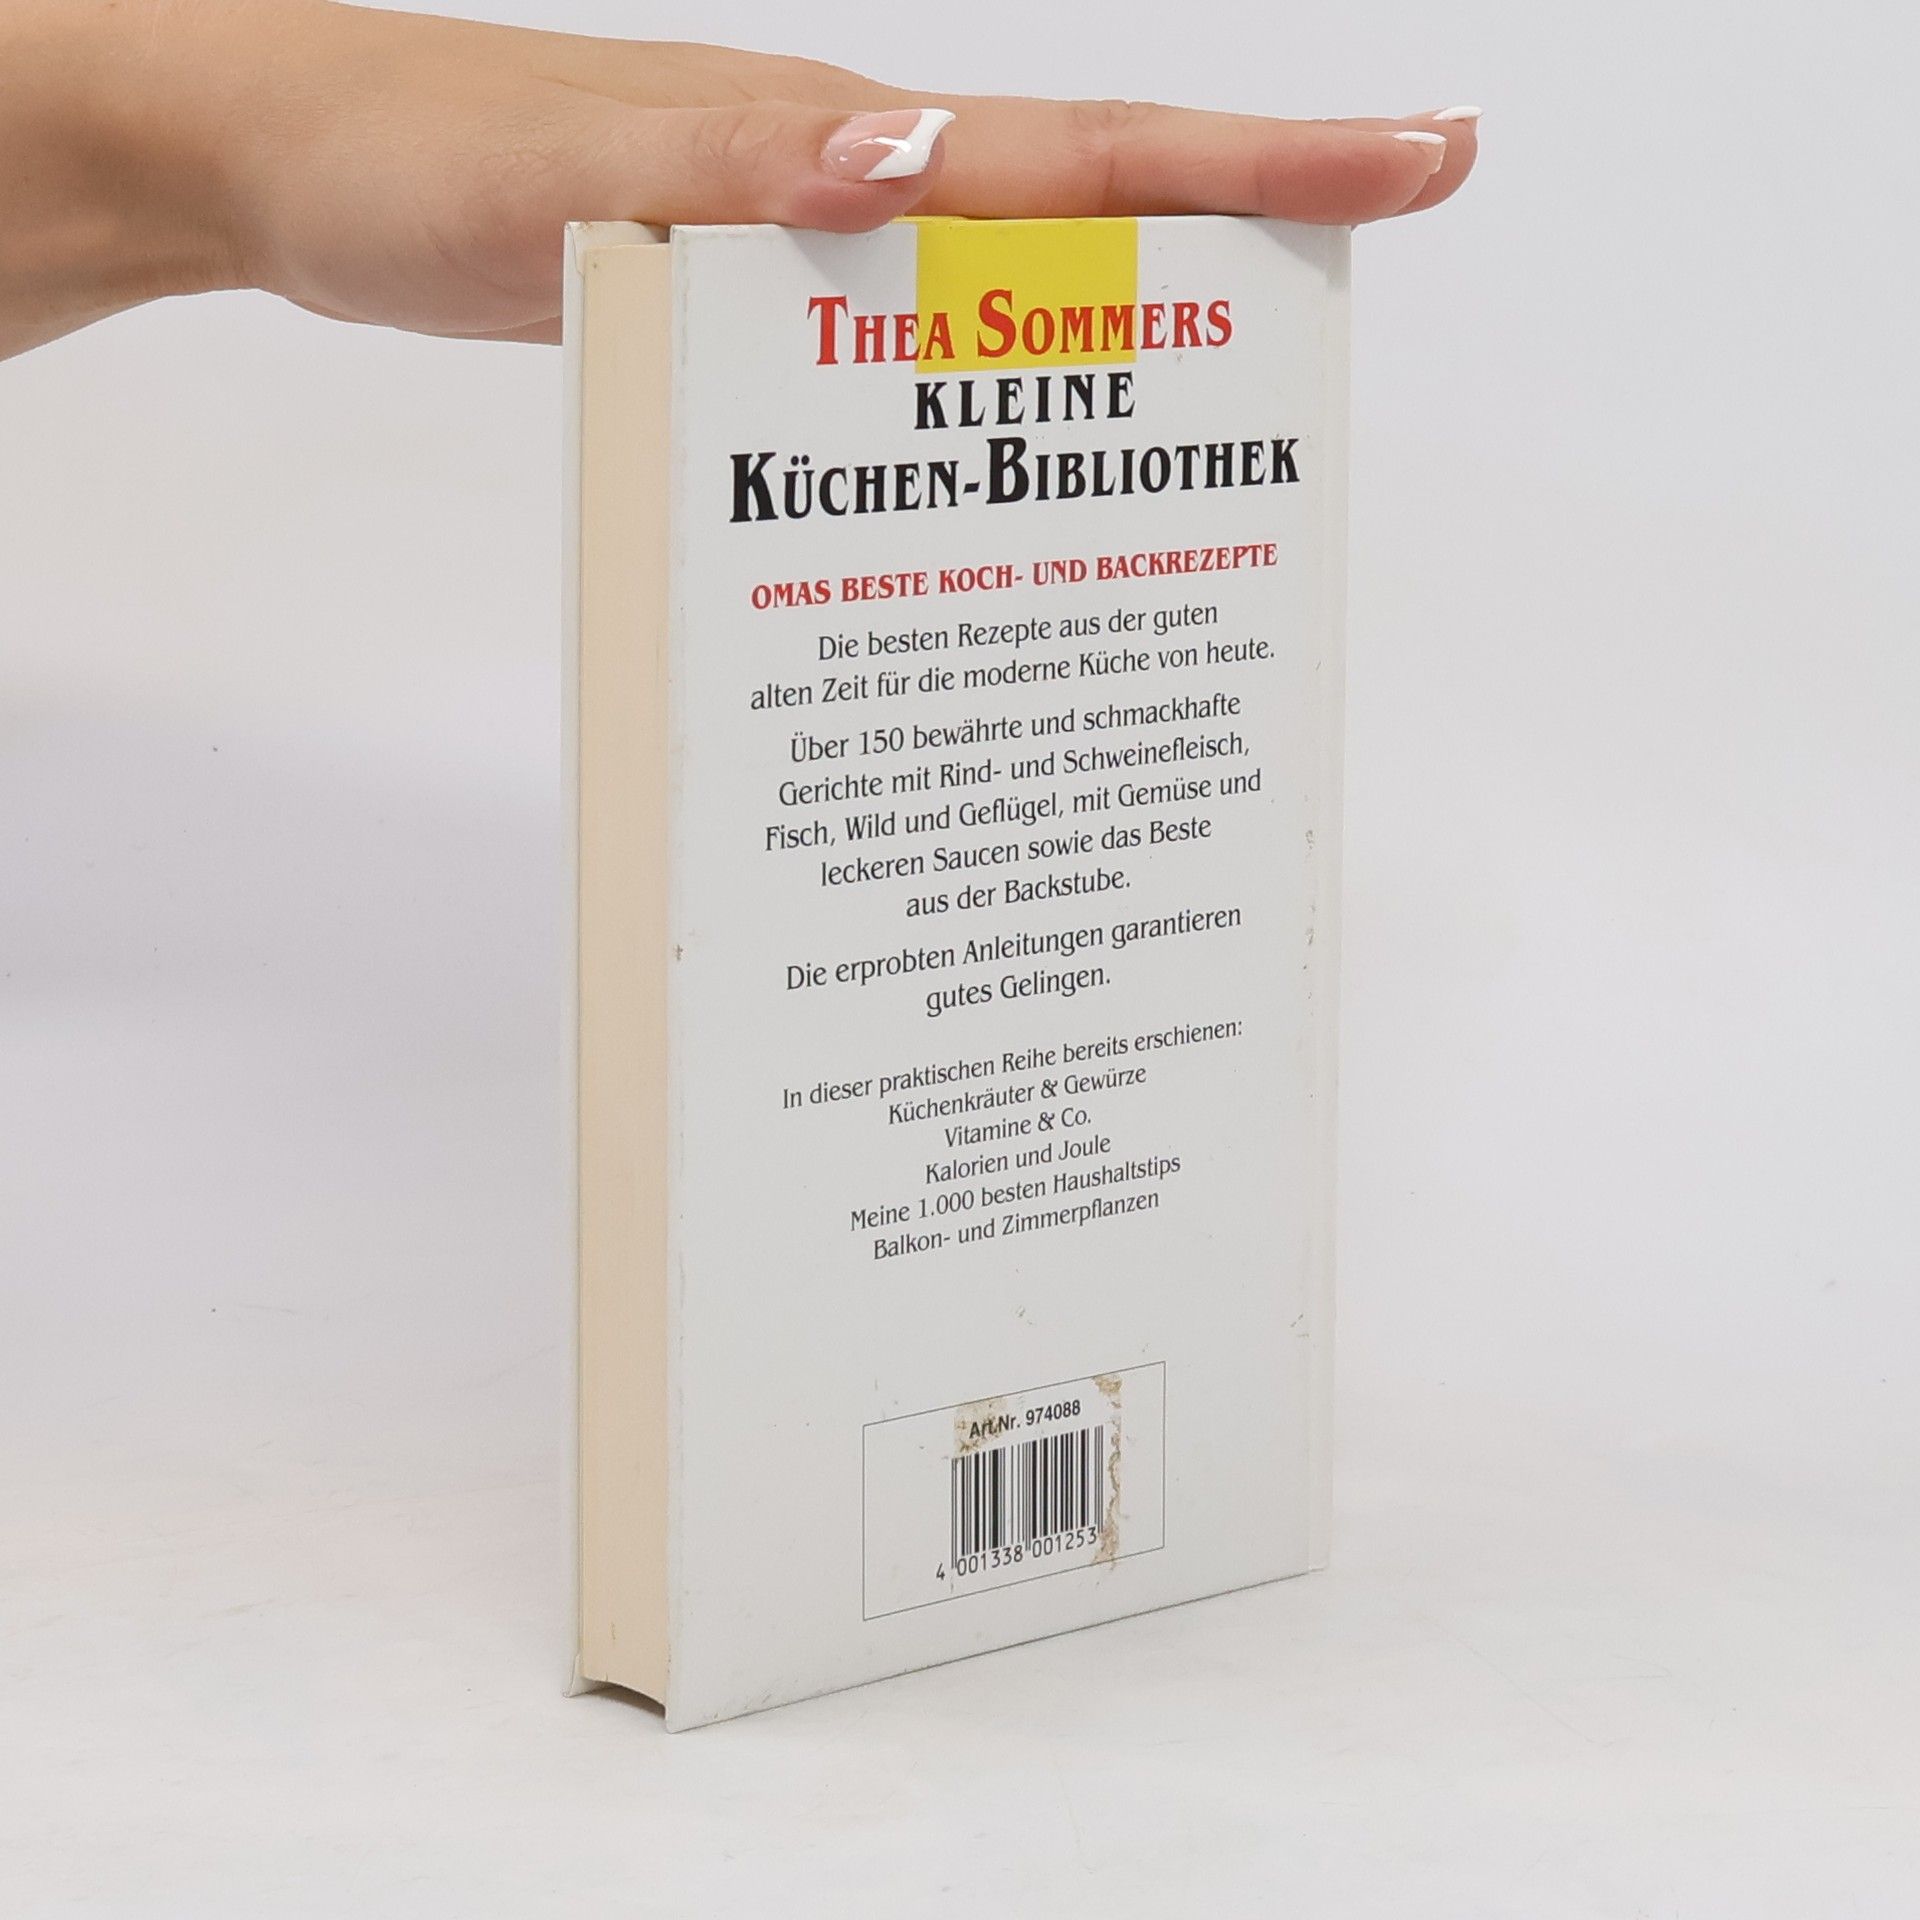 THEA SOMMERS
KLEINE
KÜCHEN-BIBLIOTHEK
OMAS BESTE KOCH- UND BACKREZEPTE
Die besten Rezepte aus der guten
alten Zeit für die moderne Küche von heute.
Über 150 bewährte und schmackhafte
Gerichte mit Rind- und Schweinefleisch,
Fisch, Wild und Geflügel, mit Gemüse und
leckeren Saucen sowie das Beste
aus der Backstube.
Die erprobten Anleitungen garantieren
gutes Gelingen.
In dieser praktischen Reihe bereits erschienen:
Küchenkräuter & Gewürze
Vitamine & Co.
Kalorien und Joule
Meine 1.000 besten Haushaltstips
Balkon- und Zimmerpflanzen
Art.Nr. 974088
4 001338 001253